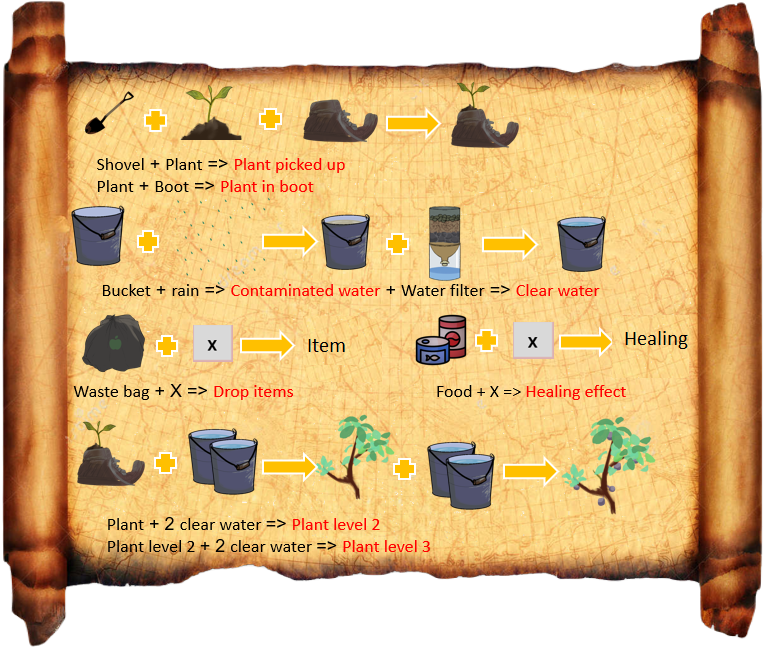 Shovel + Plant => Plant picked up
Plant + Boot => Plant in boot
Bucket + rain => Contaminated water + Water filter => Clear water
X
Item
X
Healing
Waste bag + X => Drop items
Food + X => Healing effect
Plant + 2 clear water => Plant level 2
Plant level 2 + 2 clear water => Plant level 3